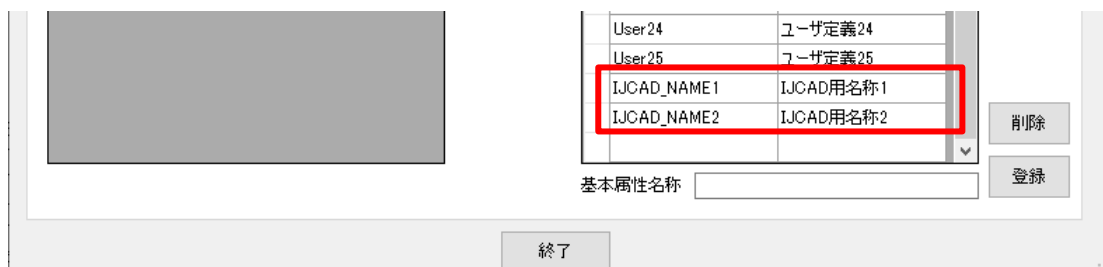 User24 ユーザ定義24
User25 ユーザ定義25
IJCAD_NAME1 IJCAD用名称1
IJCAD_NAME2 IJCAD用名称2
削除
基本属性名称
登録
終了